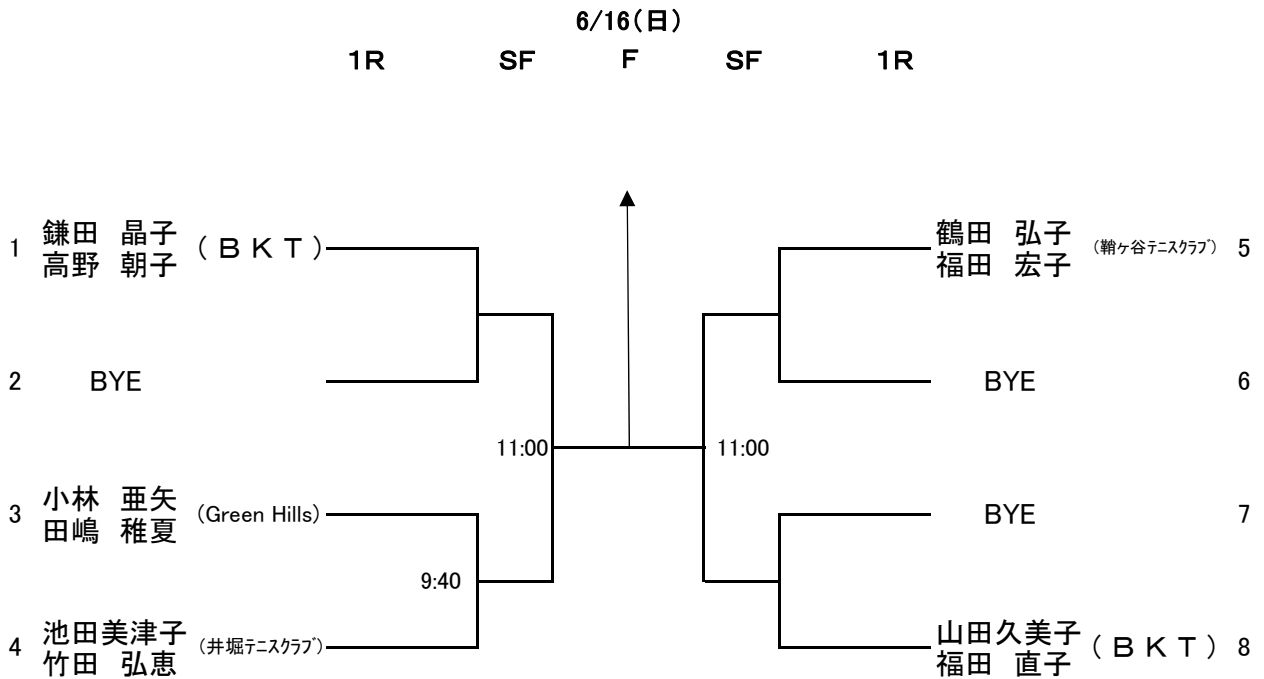 6/16(日)
1R SF F SF 1R
1 鎌田 晶子 (BKT)
高野 朝子
鶴田 弘子 (鞘ヶ谷テニスクラブ) 5
福田 宏子
2 BYE
BYE 6
11:00 11:00
3 小林 亜矢 (Green Hills)
田嶋 稚夏
BYE 7
9:40
4 池田美津子 (井堀テニスクラブ)
竹田 弘恵
山田久美子 (BKT) 8
福田 直子